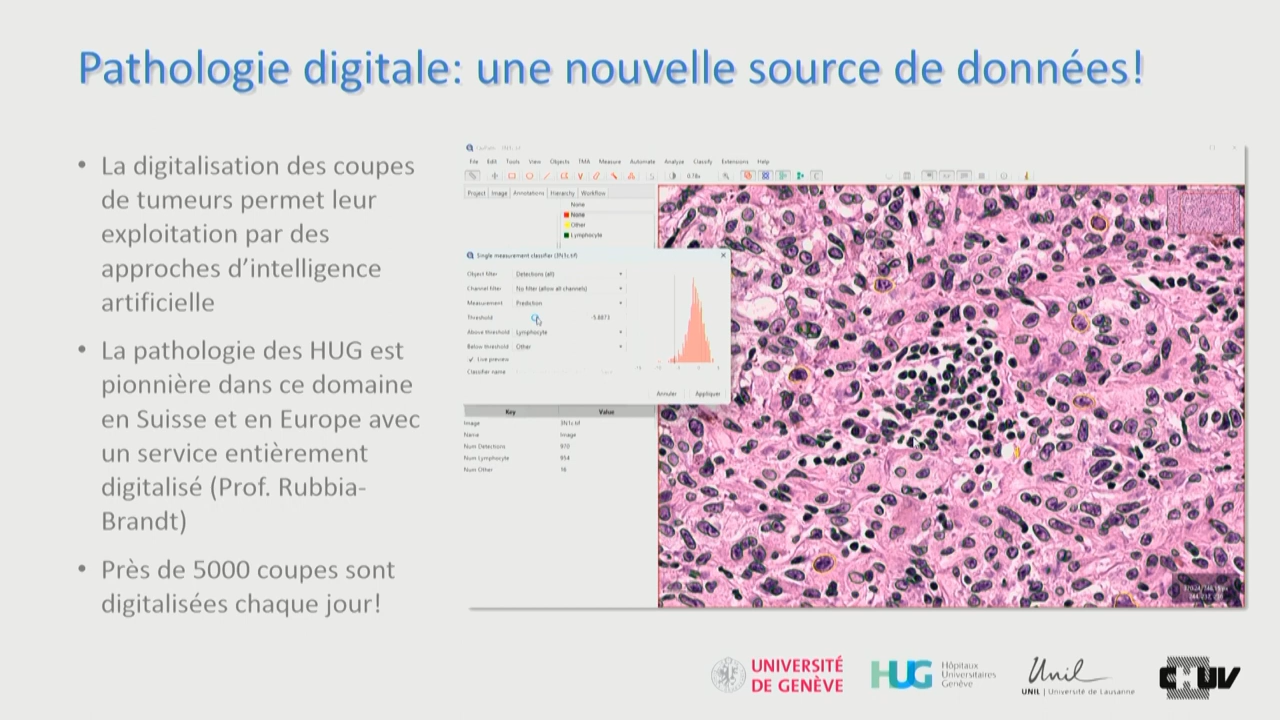 Pathologie digitale: une nouvelle source de données!
• La digitalisation des coupes
de tumeurs permet leur
exploitation par des
approches d’intelligence
artificielle
• La pathologie des HUG est
pionnière dans ce domaine
en Suisse et en Europe avec
un service entièrement
digitalisé (Prof. Rubbia-
Brandt)
• Près de 5000 coupes sont
digitalisées chaque jour!
File Edit Tools View Objects TMA Measure Automate Analyze Classify Extensions Help
Project Image Annotations Hierarchy Workflow
None
None
Other
Lymphocyte
Single measurement classifier (3N1c.tif)
Object filter Detections (all)
Channel filter No filter (allow all channels)
Measurement Prediction
Threshold
Above threshold Lymphocyte
Below threshold Other
Live preview
Classifier name
Annuler Appliquer
Key Value
Image 3N1c.tif
Name Image
Num Detections 970
Num Lymphocyte 954
Num Other 16
UNIVERSITÉ
DE GENÈVE
HUG
Hôpitaux
Universitaires
Genève
Unil
UNIL | Université de Lausanne
CHUV